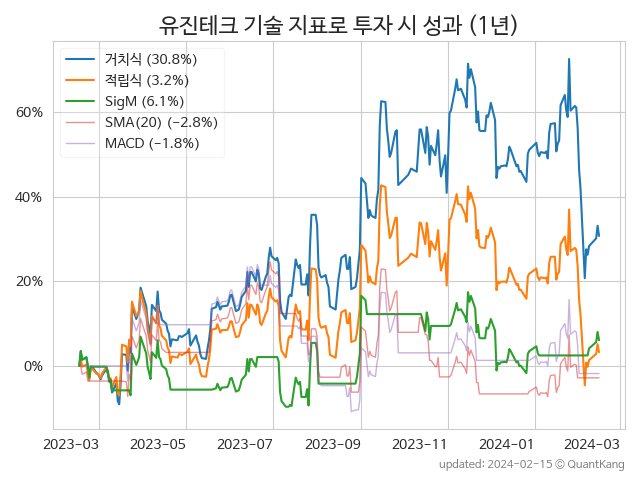 유진테크 기술 지표로 투자 시 성과 (1년)
거치식 (30.8%)
적립식 (3.2%)
SigM (6.1%)
SMA(20) (−2.8%)
MACD (−1.8%)
60%
40%
20%
0%
2023-03 2023-05 2023-07 2023-09 2023-11 2024-01 2024-03
updated: 2024-02-15 © QuantKang